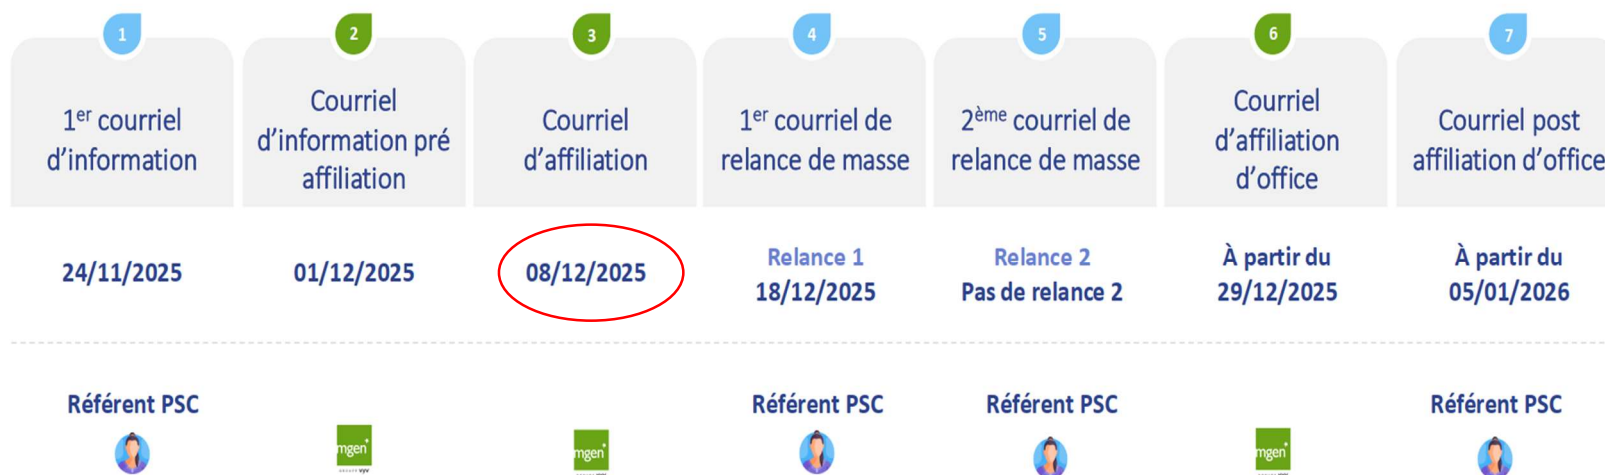 1
1er courriel
d'information
24/11/2025
Référent PSC
2
Courriel
d'information pré
affiliation
01/12/2025
mgen*
GROUPE vyv
3
Courriel
d'affiliation
08/12/2025
mgen*
4
1er courriel de
relance de masse
Relance 1
18/12/2025
Référent PSC
5
2ème courriel de
relance de masse
Relance 2
Pas de relance 2
Référent PSC
6
Courriel
d'affiliation
d'office
À partir du
29/12/2025
mgen*
7
Courriel post
affiliation d'office
À partir du
05/01/2026
Référent PSC